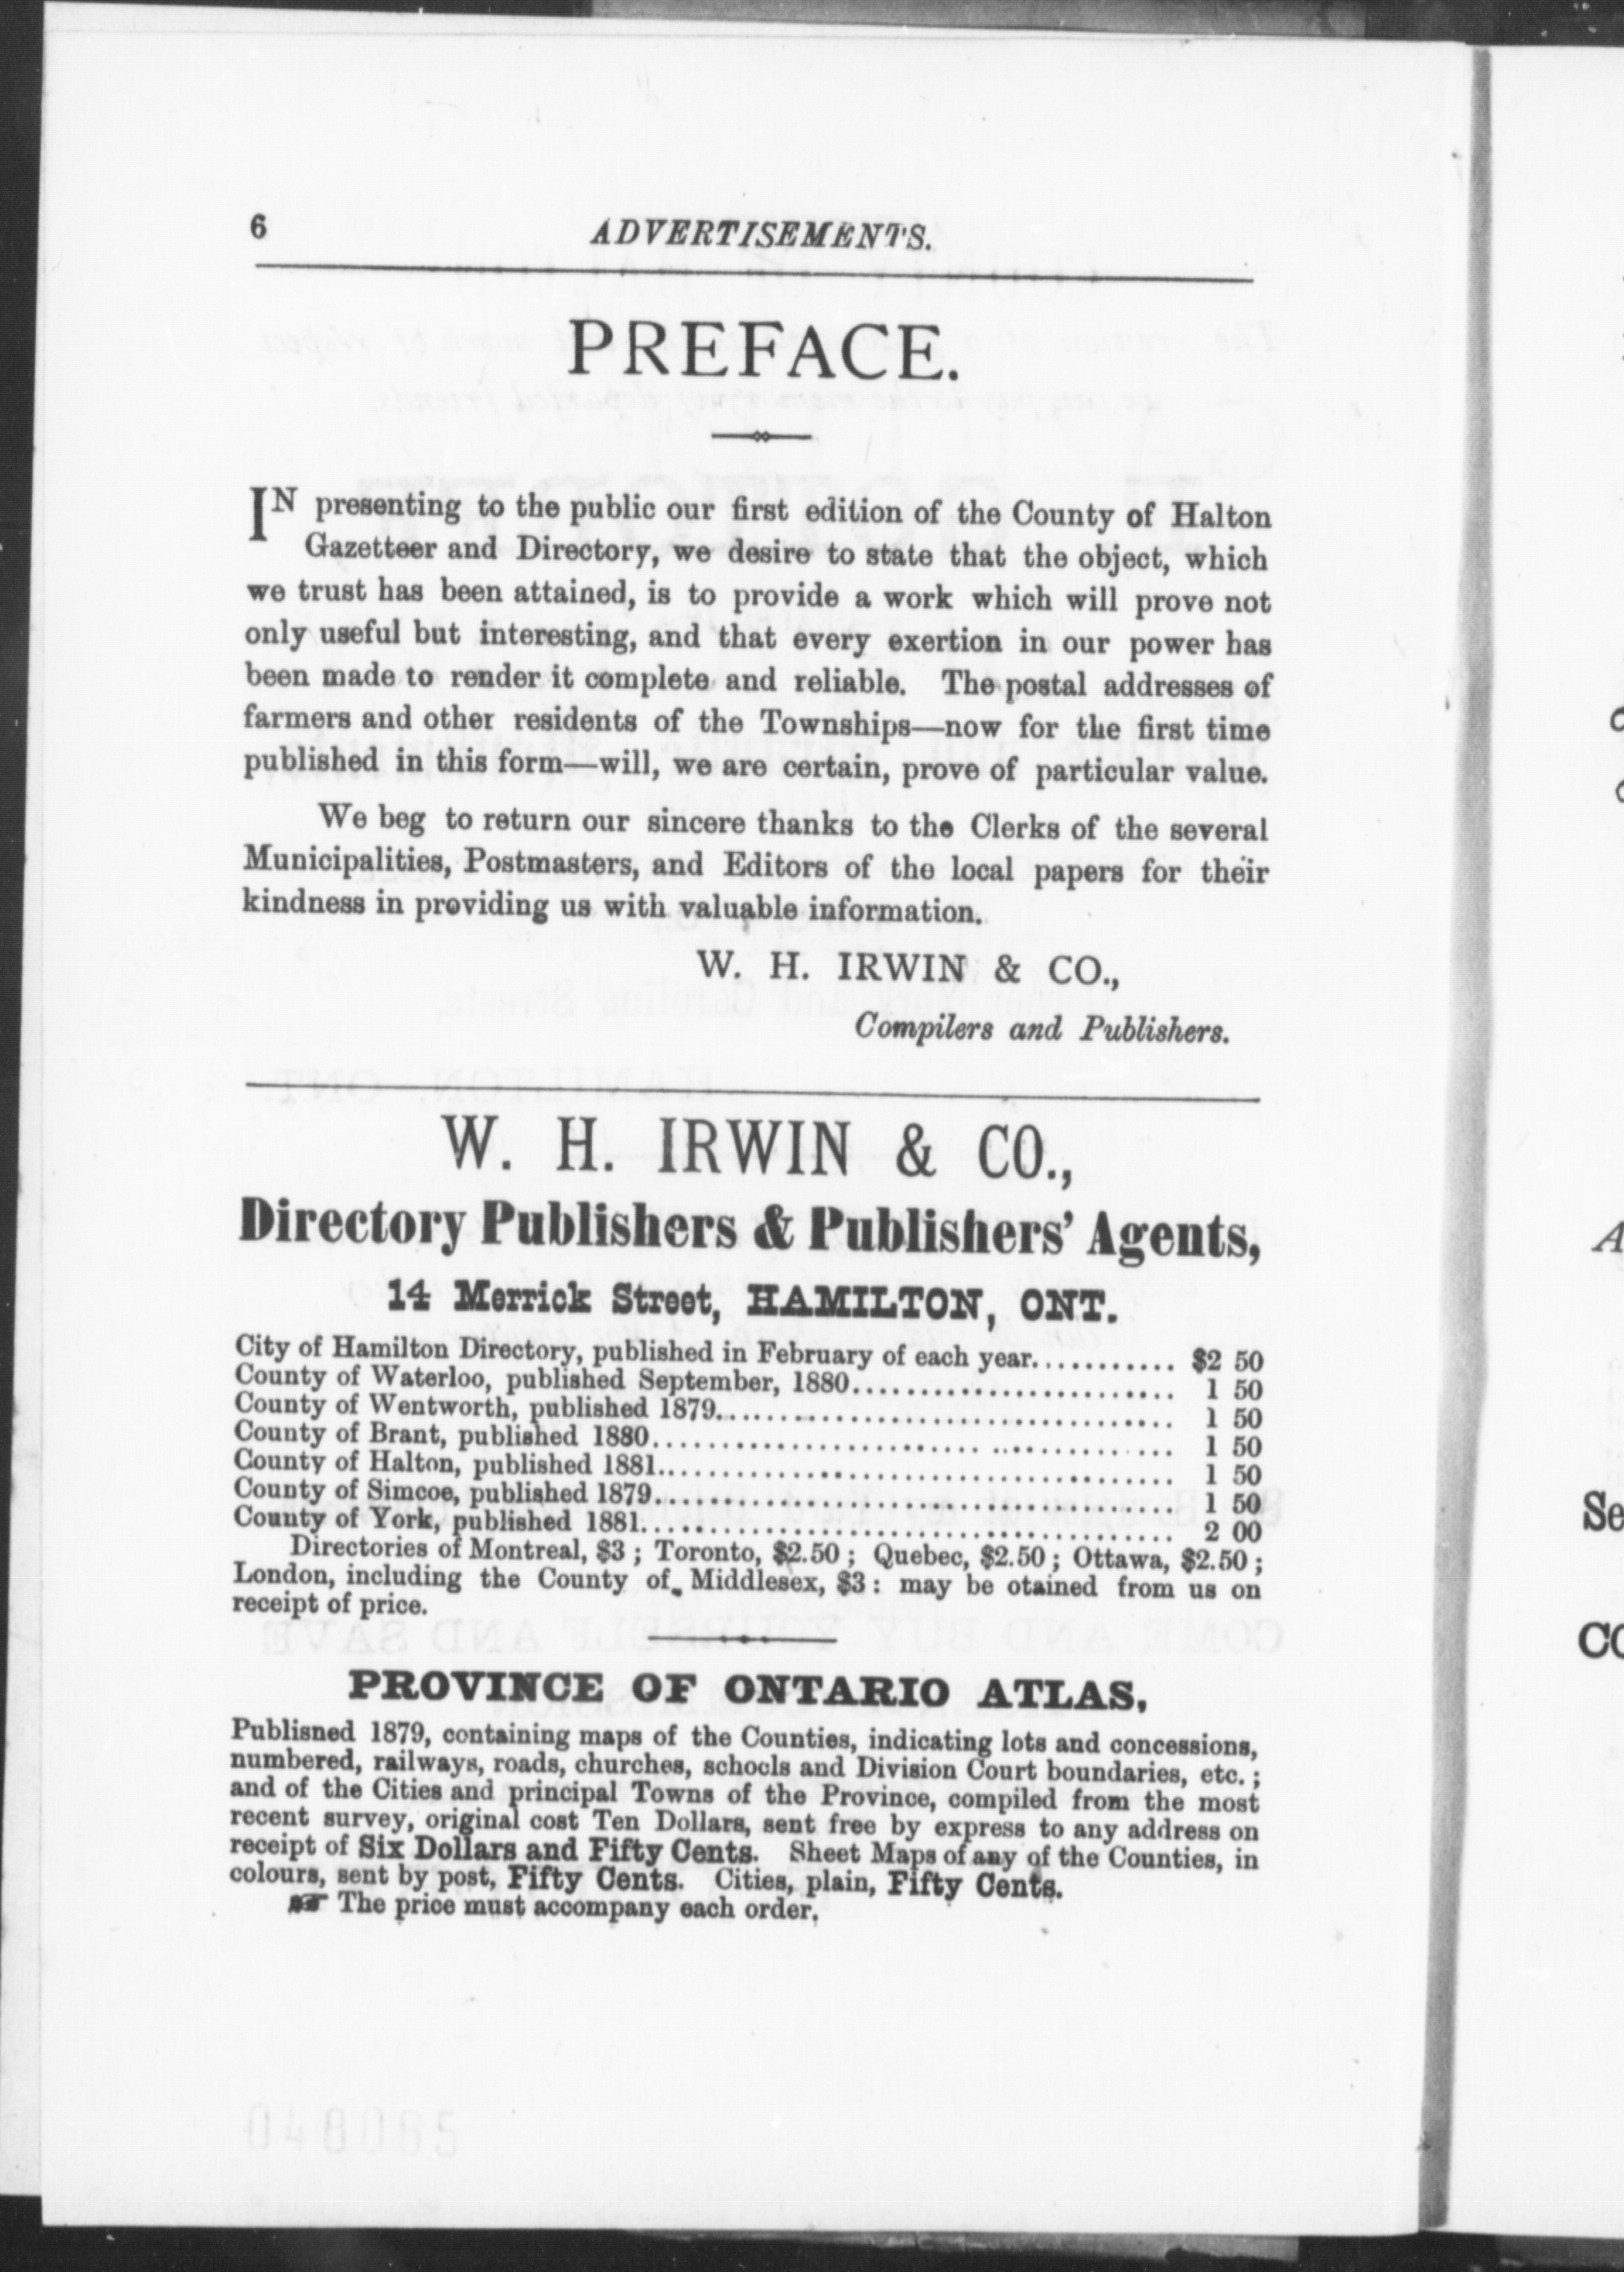 6
ADVERTISEMENTS.
PREFACE.
IN presenting to the public our first edition of the County of Halton
Gazetteer and Directory, we desire to state that the object, which
we trust has been attained, is to provide a work which will prove not
only useful but interesting, and that every exertion in our power has
been made to render it complete and reliable. The postal addresses of
farmers and other residents of the Townships—now for the first time
published in this form—will, we are certain, prove of particular value.
We beg to return our sincere thanks to the Clerks of the several
Municipalities, Postmasters, and Editors of the local papers for their
kindness in providing us with valuable information.
W. H. IRWIN & CO.,
Compilers and Publishers.
W. H. IRWIN & CO.,
Directory Publishers & Publishers' Agents,
14 Merrick Street, HAMILTON, ONT.
City of Hamilton Directory, published in February of each year............ $2 50
County of Waterloo, published September, 1880........................ 1 50
County of Wentworth, published 1879.................................. 1 50
County of Brant, published 1880...................................... 1 50
County of Halton, published 1881..................................... 1 50
County of Simcoe, published 1879..................................... 1 50
County of York, published 1881....................................... 2 00
Directories of Montreal, $3 ; Toronto, $2.50 ; Quebec, $2.50 ; Ottawa, $2.50 ;
London, including the County of Middlesex, $3 : may be otained from us on
receipt of price.
PROVINCE OF ONTARIO ATLAS,
Publisned 1879, containing maps of the Counties, indicating lots and concessions,
numbered, railways, roads, churches, schools and Division Court boundaries, etc. ;
and of the Cities and principal Towns of the Province, compiled from the most
recent survey, original cost Ten Dollars, sent free by express to any address on
receipt of Six Dollars and Fifty Cents. Sheet Maps of any of the Counties, in
colours, sent by post, Fifty Cents. Cities, plain, Fifty Cents.
☞ The price must accompany each order.
048085